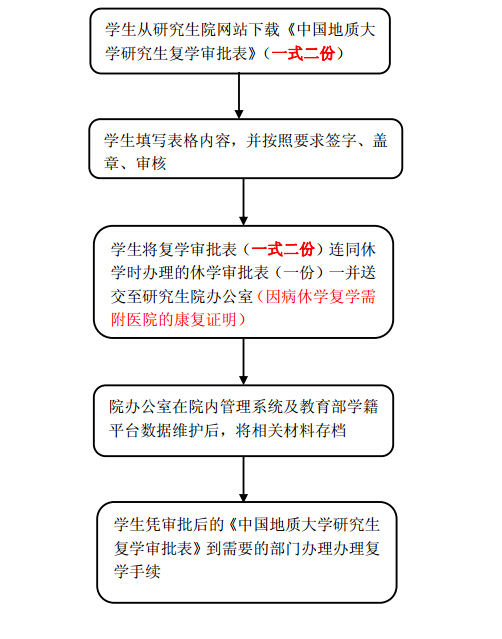 学生从研究生院网站下载《中国地质大
学研究生复学审批表》（一式二份）
学生填写表格内容，并按照要求签字、盖
章、审核
学生将复学审批表（一式二份）连同休
学时办理的休学审批表（一份）一并送
交至研究生院办公室（因病休学复学需
附医院的康复证明）
院办公室在院内管理系统及教育部学籍
平台数据维护后，将相关材料存档
学生凭审批后的《中国地质大学研究生
复学审批表》到需要的部门办理办理复
学手续